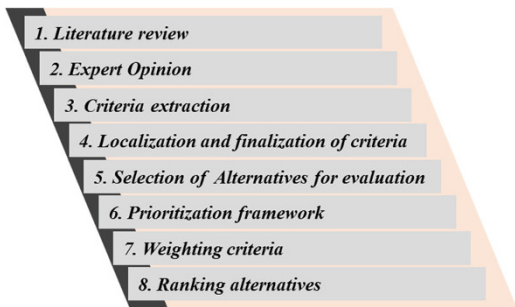 1. Literature review
2. Expert Opinion
3. Criteria extraction
4. Localization and finalization of criteria
5. Selection of Alternatives for evaluation
6. Prioritization framework
7. Weighting criteria
8. Ranking alternatives